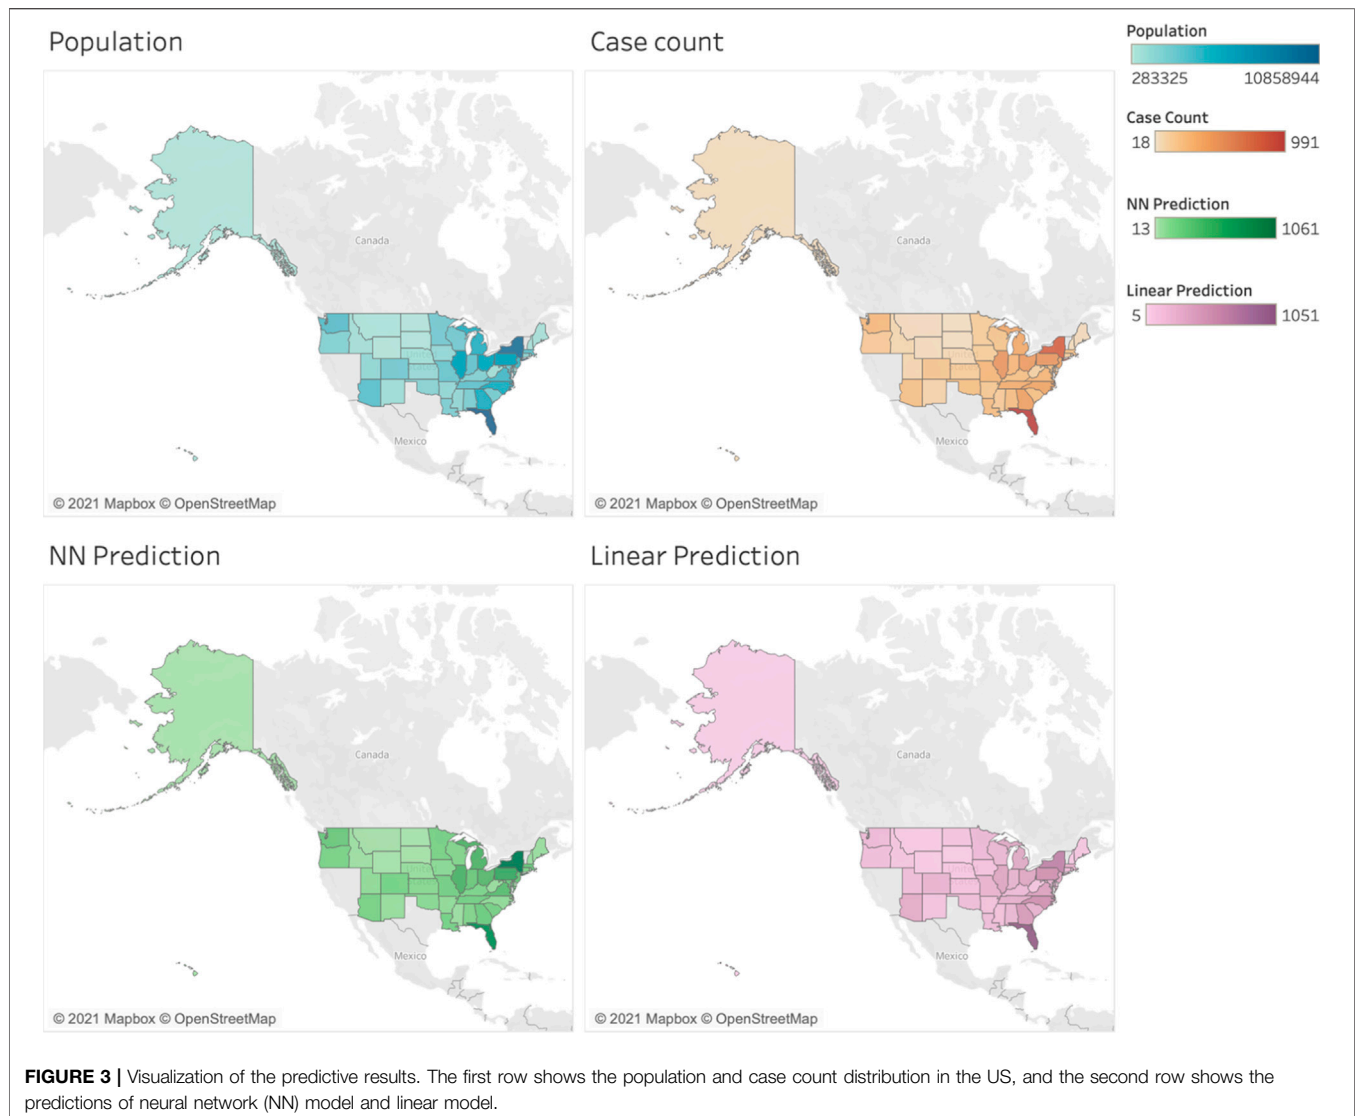 Population
Case count
Population
283325 10858944
Case Count
18 991
NN Prediction
13 1061
Linear Prediction
5 1051
Canada
Mexico
© 2021 Mapbox © OpenStreetMap
Canada
Mexico
© 2021 Mapbox © OpenStreetMap
NN Prediction
Linear Prediction
Canada
Mexico
© 2021 Mapbox © OpenStreetMap
Canada
Mexico
© 2021 Mapbox © OpenStreetMap
FIGURE 3 | Visualization of the predictive results. The first row shows the population and case count distribution in the US, and the second row shows the
predictions of neural network (NN) model and linear model.